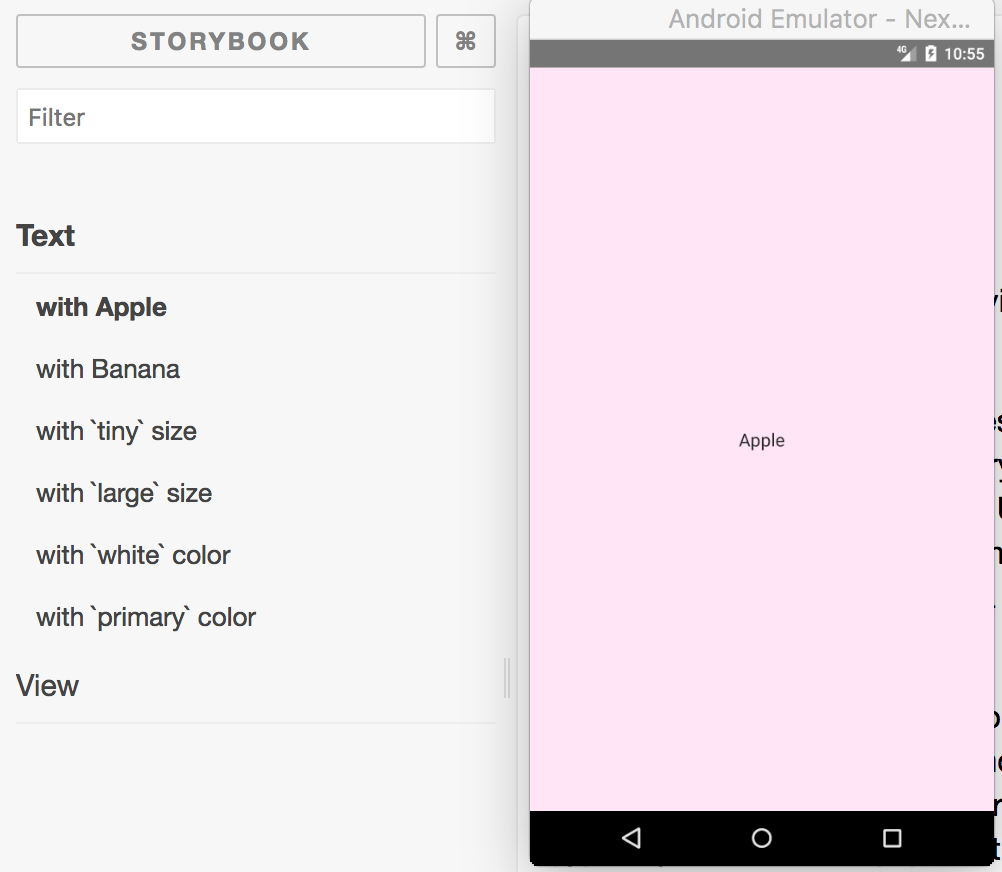 STORYBOOK ⌘
Filter
Text
with Apple
with Banana
with `tiny` size
with `large` size
with `white` color
with `primary` color
View
Android Emulator - Nex...
4G 10:55
Apple